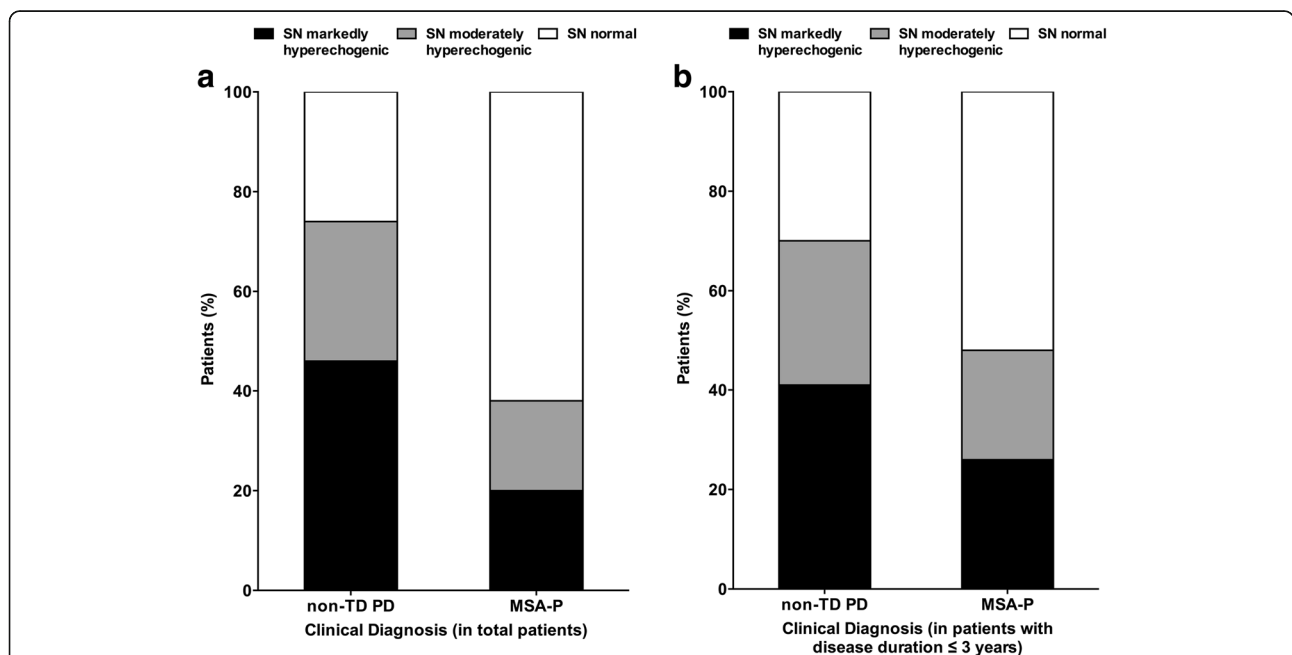 SN markedly
hyperechogenic
SN moderately
hyperechogenic
SN normal
a
100
80
60
40
20
0
Patients (%)
non-TD PD
MSA-P
Clinical Diagnosis (in total patients)
SN markedly
hyperechogenic
SN moderately
hyperechogenic
SN normal
b
100
80
60
40
20
0
Patients (%)
non-TD PD
MSA-P
Clinical Diagnosis (in patients with
disease duration ≤ 3 years)